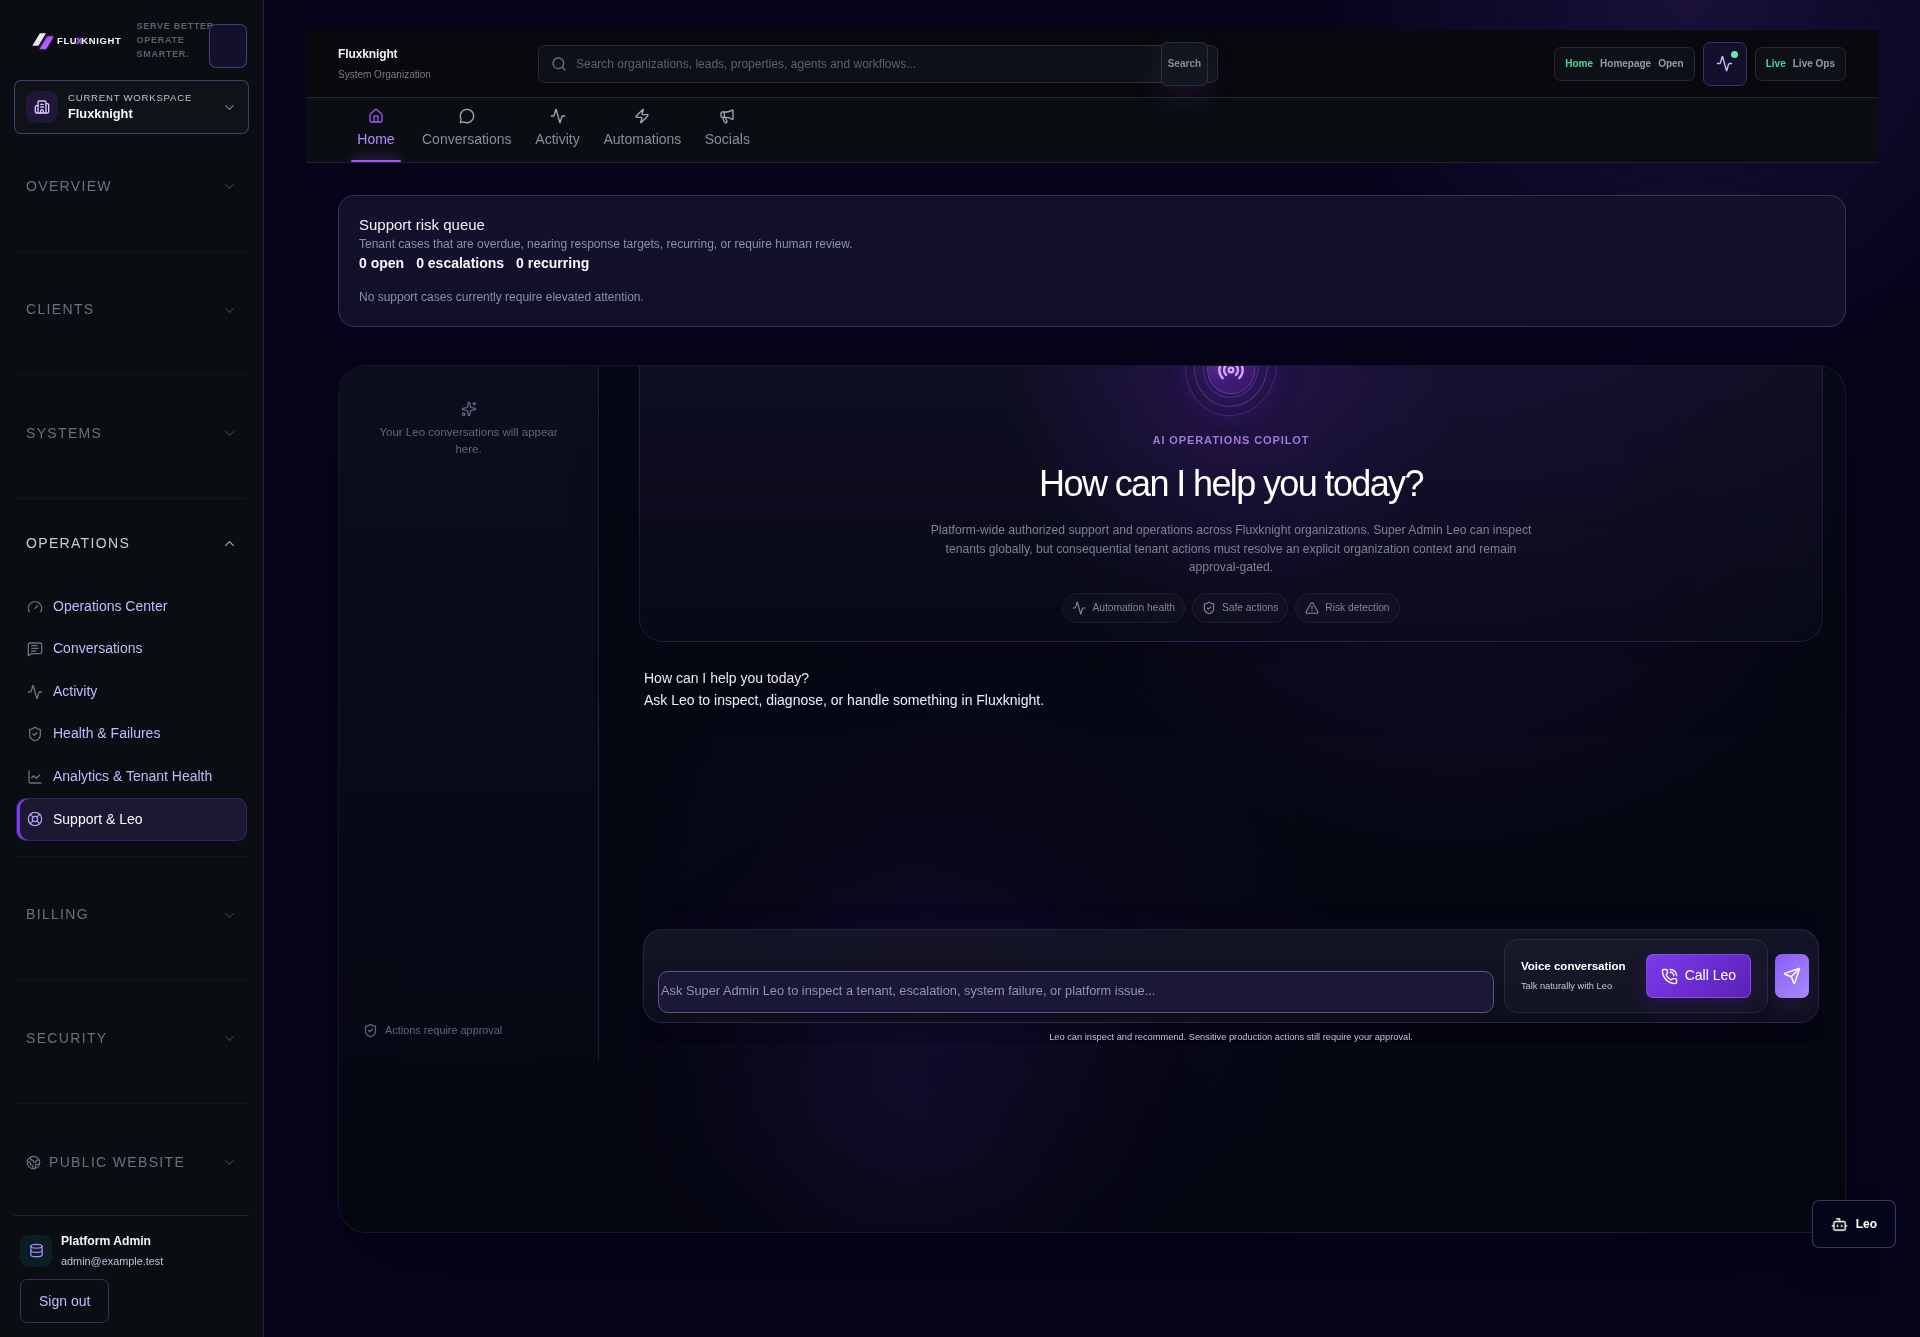 FLUXKNIGHT
SERVE BETTER
OPERATE
SMARTER.
CURRENT WORKSPACE
Fluxknight
OVERVIEW
CLIENTS
SYSTEMS
OPERATIONS
Operations Center
Conversations
Activity
Health & Failures
Analytics & Tenant Health
Support & Leo
BILLING
SECURITY
PUBLIC WEBSITE
Platform Admin
admin@example.test
Sign out
Fluxknight
System Organization
Search organizations, leads, properties, agents and workflows...
Search
Home Homepage Open
Live Live Ops
Home
Conversations
Activity
Automations
Socials
Support risk queue
Tenant cases that are overdue, nearing response targets, recurring, or require human review.
0 open 0 escalations 0 recurring
No support cases currently require elevated attention.
Your Leo conversations will appear
here.
Actions require approval
AI OPERATIONS COPILOT
How can I help you today?
Platform-wide authorized support and operations across Fluxknight organizations. Super Admin Leo can inspect
tenants globally, but consequential tenant actions must resolve an explicit organization context and remain
approval-gated.
Automation health
Safe actions
Risk detection
How can I help you today?
Ask Leo to inspect, diagnose, or handle something in Fluxknight.
Ask Super Admin Leo to inspect a tenant, escalation, system failure, or platform issue...
Voice conversation
Talk naturally with Leo
Call Leo
Leo can inspect and recommend. Sensitive production actions still require your approval.
Leo